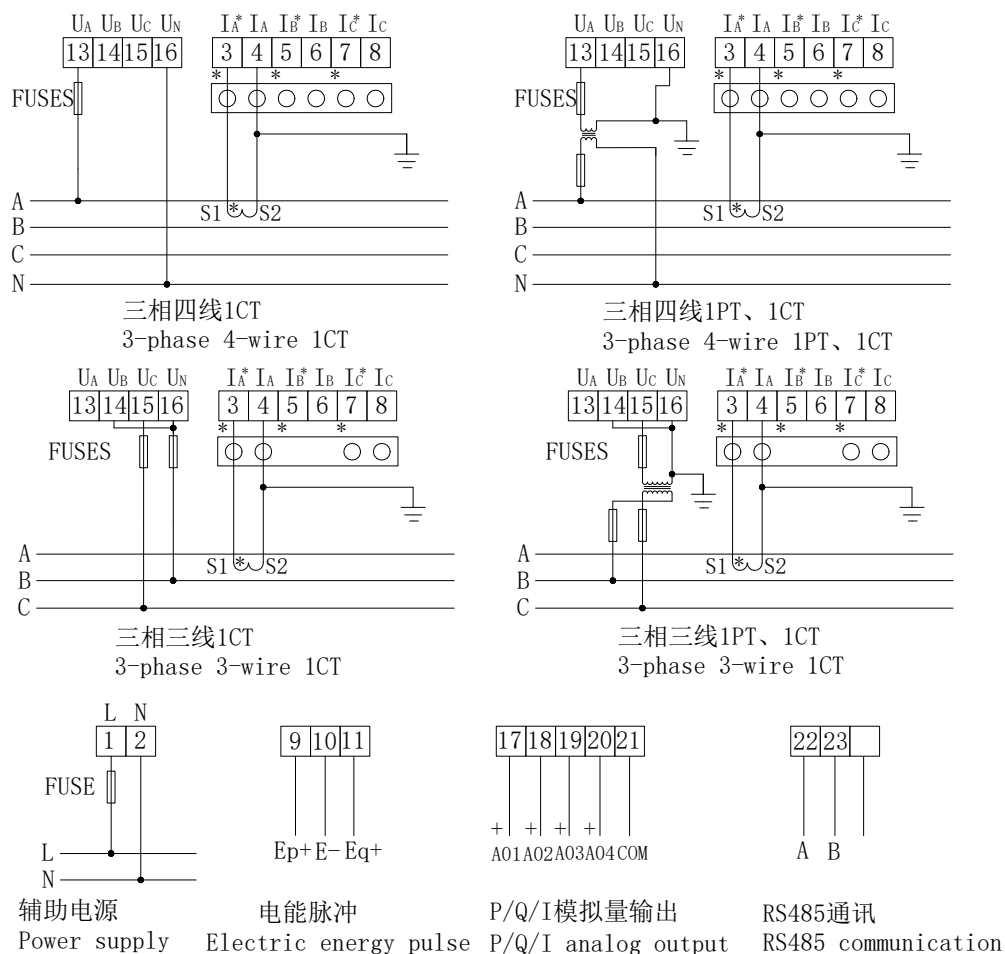 UA UB UC UN IA* IA IB* IB IC* IC
13 14 15 16 3 4 5 6 7 8
* * *
FUSES
A
B
C
N
S1 * S2
三相四线1CT
3-phase 4-wire 1CT
UA UB UC UN IA* IA IB* IB IC* IC
13 14 15 16 3 4 5 6 7 8
* * *
FUSES
A
B
C
N
S1 * S2
三相四线1PT、1CT
3-phase 4-wire 1PT、1CT
UA UB UC UN IA* IA IB* IB IC* IC
13 14 15 16 3 4 5 6 7 8
* * *
FUSES
A
B
C
S1 * S2
三相三线1CT
3-phase 3-wire 1CT
UA UB UC UN IA* IA IB* IB IC* IC
13 14 15 16 3 4 5 6 7 8
* * *
FUSES
A
B
C
S1 * S2
三相三线1PT、1CT
3-phase 3-wire 1CT
L N
1 2
FUSE
L
N
辅助电源
Power supply
9 10 11
Ep+ E- Eq+
电能脉冲
Electric energy pulse
17 18 19 20 21
+ + + +
A01 A02 A03 A04 COM
P/Q/I模拟量输出
P/Q/I analog output
22 23
A B
RS485通讯
RS485 communication